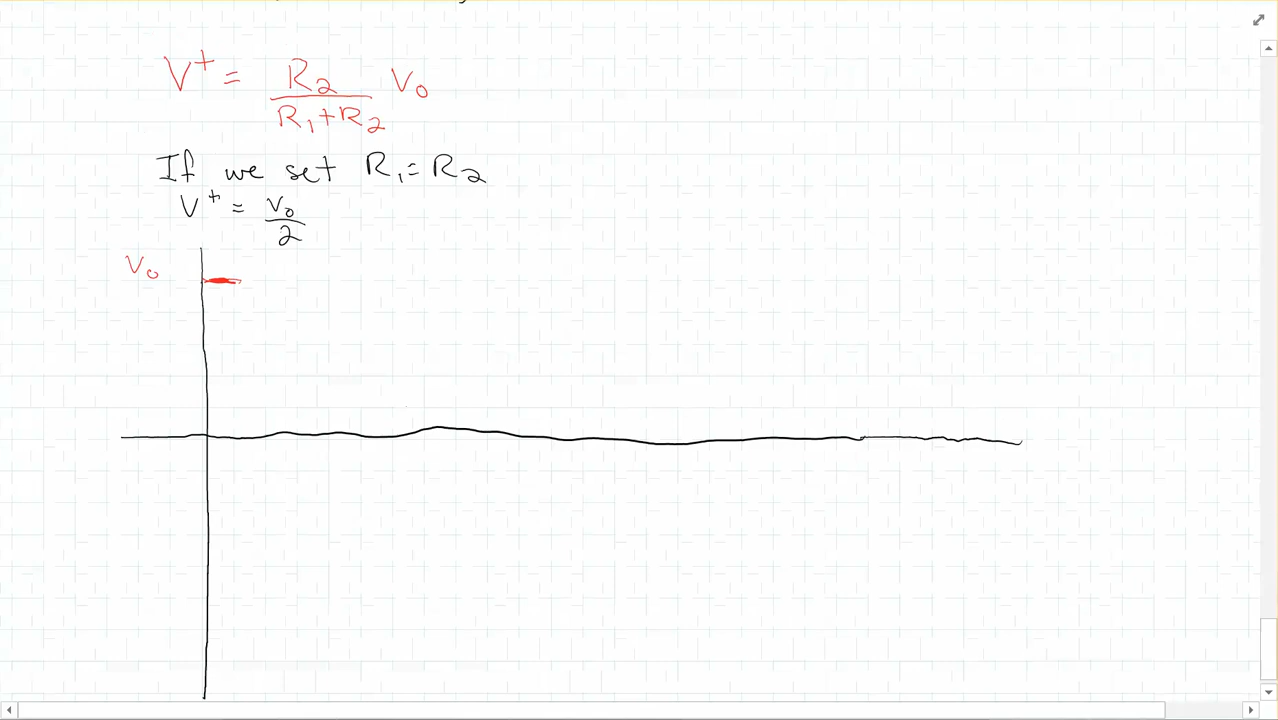 V⁺ = R₂ / (R₁+R₂) V₀
If we set R₁ = R₂
V⁺ = V₀ / 2
V₀